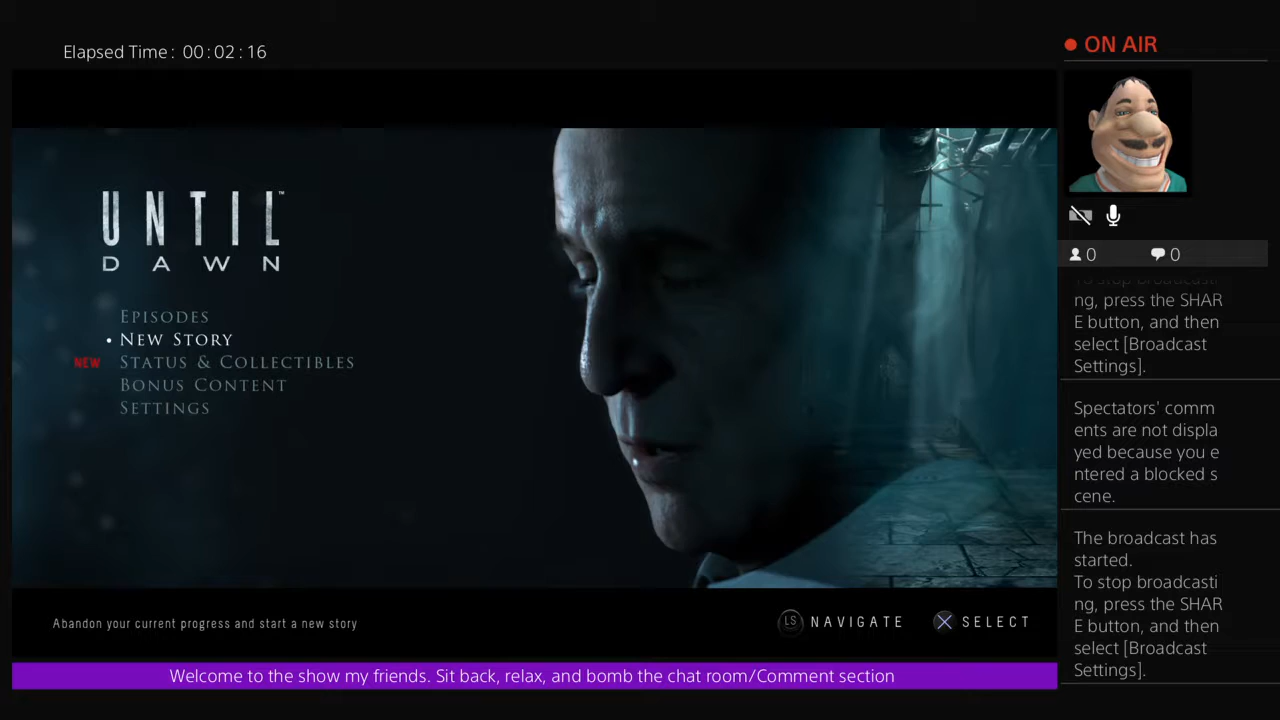 Elapsed Time: 00:02:16
ON AIR
UNTIL™
DAWN
EPISODES
• NEW STORY
NEW STATUS & COLLECTIBLES
BONUS CONTENT
SETTINGS
Abandon your current progress and start a new story
LS NAVIGATE SELECT
Welcome to the show my friends. Sit back, relax, and bomb the chat room/Comment section
0 0
To stop broadcasti
ng, press the SHAR
E button, and then
select [Broadcast
Settings].
Spectators' comm
ents are not displa
yed because you e
ntered a blocked s
cene.
The broadcast has
started.
To stop broadcasti
ng, press the SHAR
E button, and then
select [Broadcast
Settings].